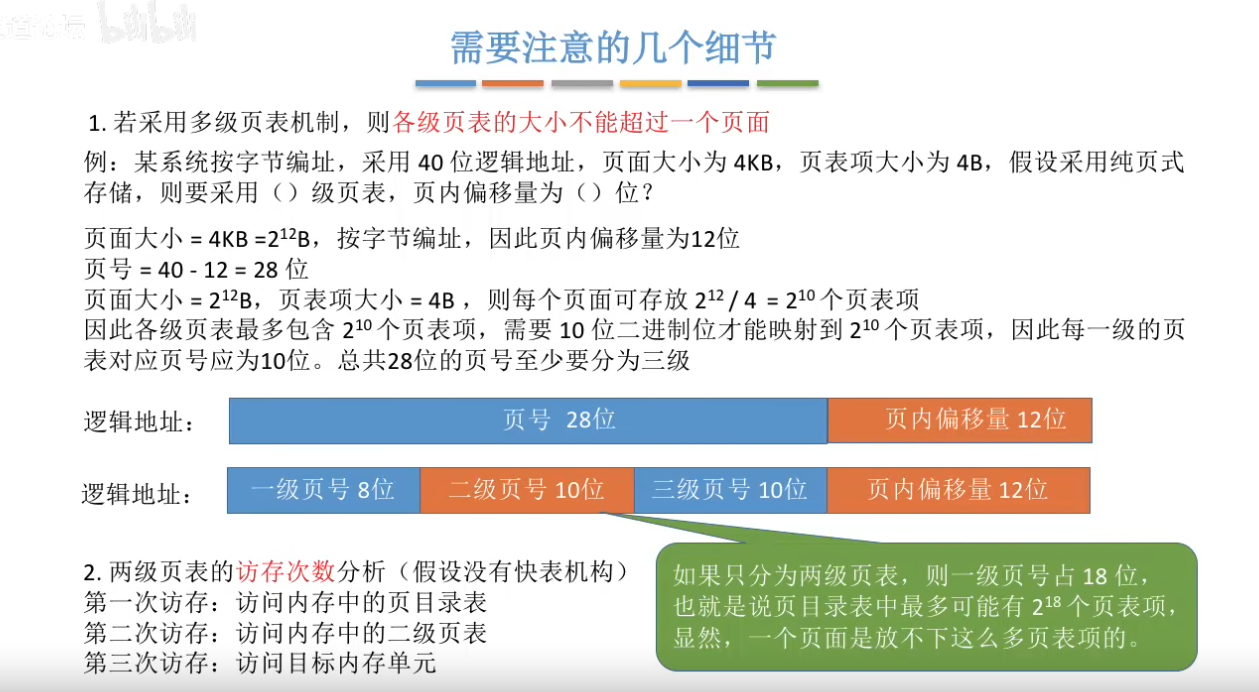 bilibili
需要注意的几个细节
1. 若采用多级页表机制，则各级页表的大小不能超过一个页面
例：某系统按字节编址，采用 40 位逻辑地址，页面大小为 4KB，页表项大小为 4B，假设采用纯页式
存储，则要采用（）级页表，页内偏移量为（）位？
页面大小 = 4KB =2¹²B，按字节编址，因此页内偏移量为12位
页号 = 40 - 12 = 28 位
页面大小 = 2¹²B，页表项大小 = 4B ，则每个页面可存放 2¹² / 4 = 2¹⁰ 个页表项
因此各级页表最多包含 2¹⁰ 个页表项，需要 10 位二进制位才能映射到 2¹⁰ 个页表项，因此每一级的页
表对应页号应为10位。总共28位的页号至少要分为三级
逻辑地址：
页号 28位
页内偏移量 12位
逻辑地址：
一级页号 8位
二级页号 10位
三级页号 10位
页内偏移量 12位
2. 两级页表的访存次数分析（假设没有快表机构）
第一次访存：访问内存中的页目录表
第二次访存：访问内存中的二级页表
第三次访存：访问目标内存单元
如果只分为两级页表，则一级页号占 18 位，
也就是说页目录表中最多可能有 2¹⁸ 个页表项，
显然，一个页面是放不下这么多页表项的。